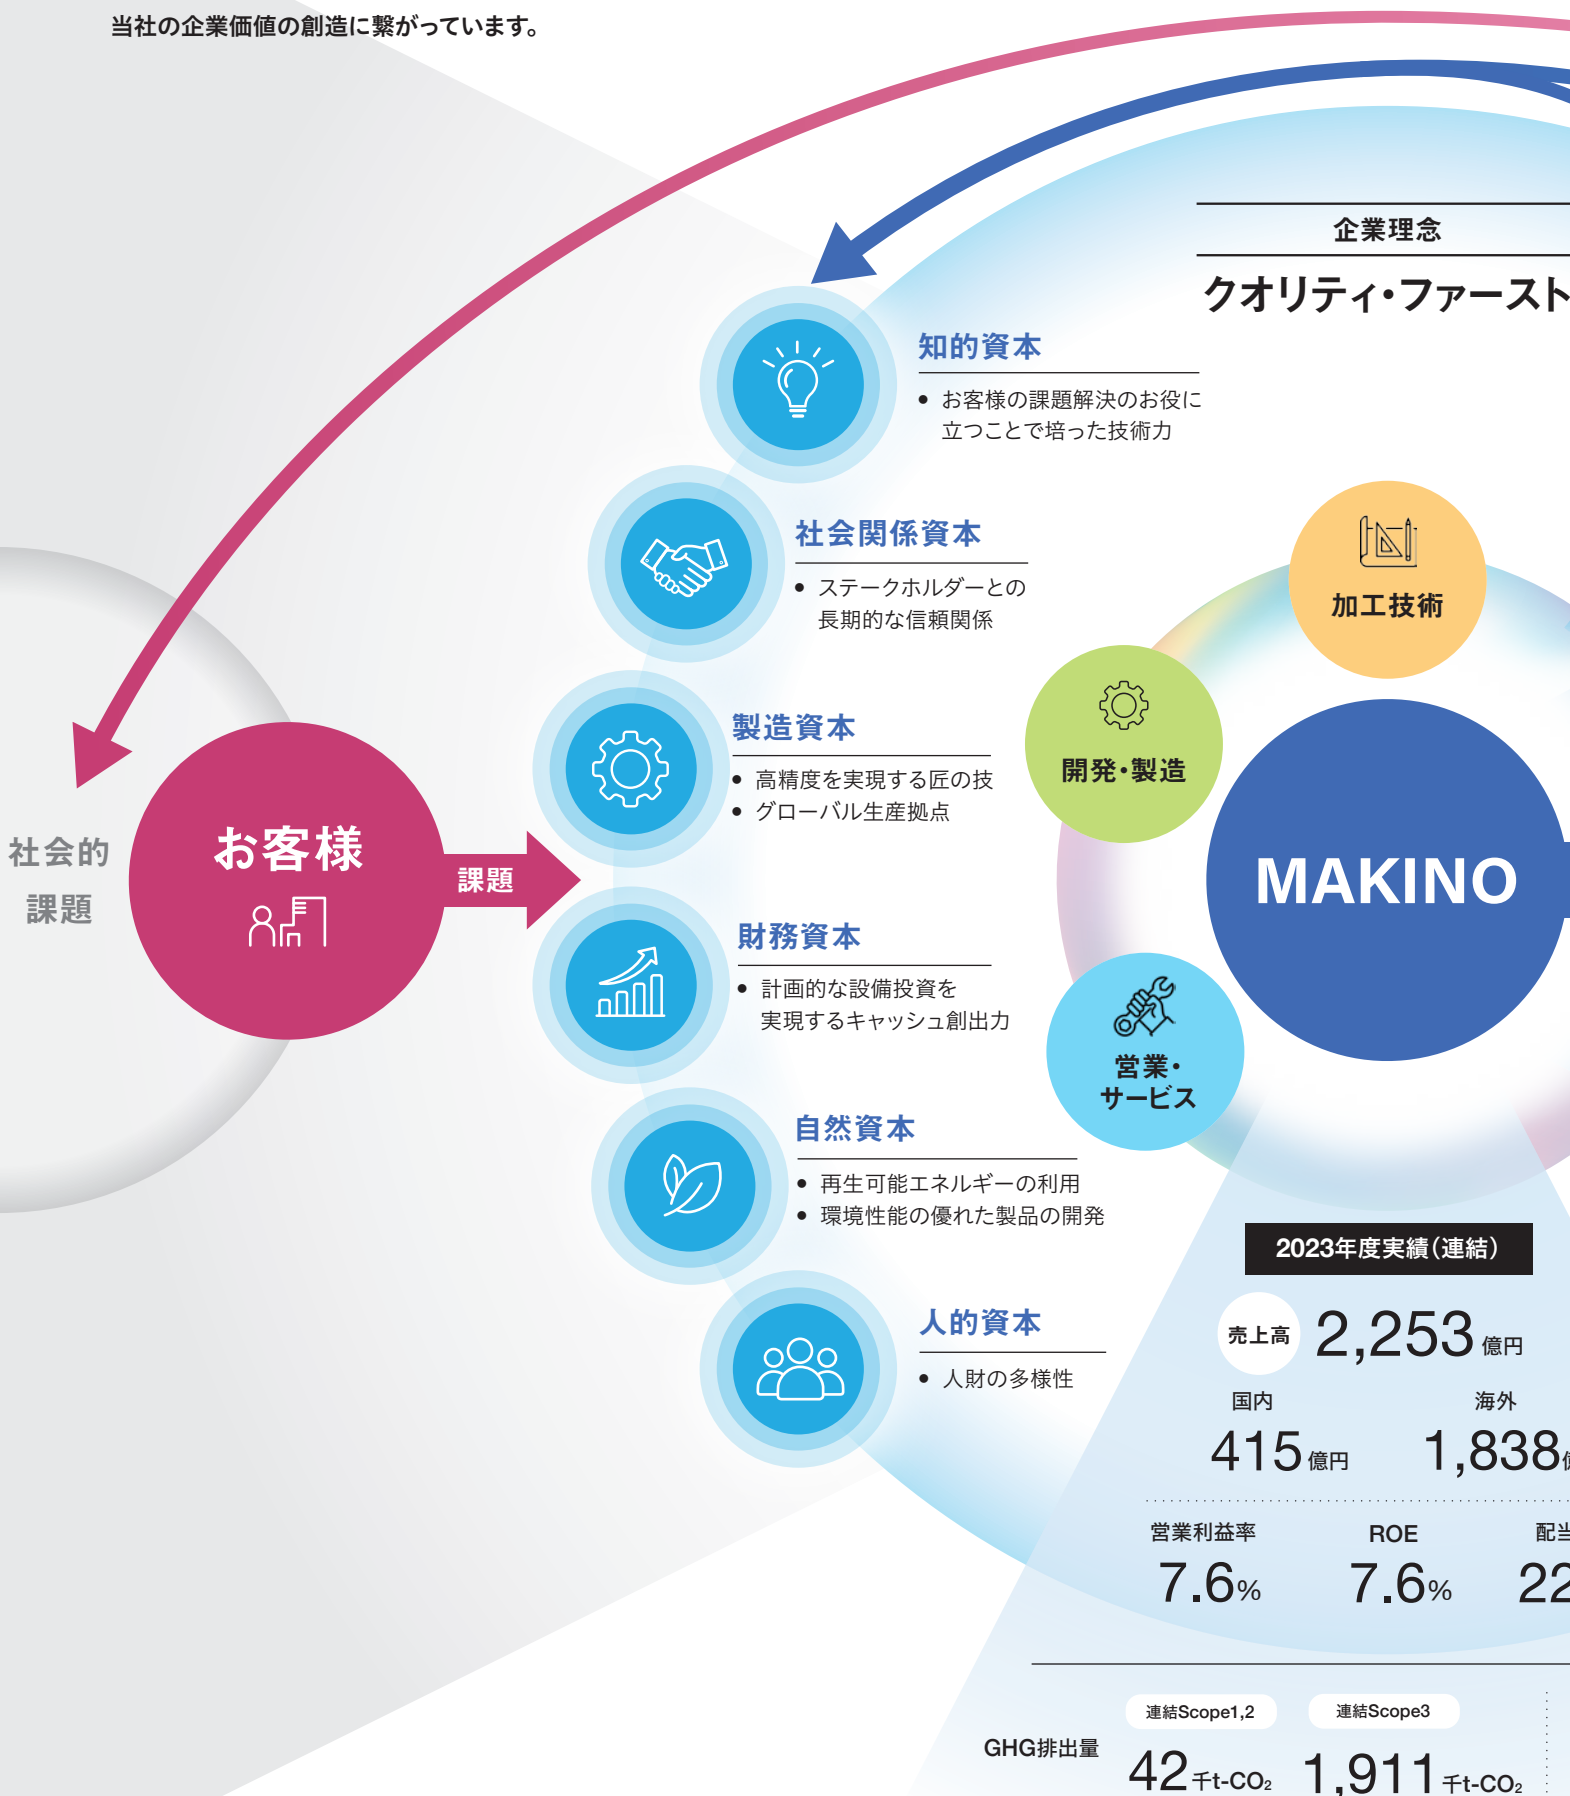 当社の企業価値の創造に繋がっています。
企業理念
クオリティ・ファースト
知的資本
• お客様の課題解決のお役に
立つことで培った技術力
社会関係資本
• ステークホルダーとの
長期的な信頼関係
製造資本
• 高精度を実現する匠の技
• グローバル生産拠点
財務資本
• 計画的な設備投資を
実現するキャッシュ創出力
自然資本
• 再生可能エネルギーの利用
• 環境性能の優れた製品の開発
人的資本
• 人財の多様性
社会的
課題
お客様
課題
加工技術
開発・製造
営業・
サービス
MAKINO
2023年度実績（連結）
売上高 2,253億円
国内 海外
415億円 1,838
営業利益率 ROE 配
7.6% 7.6% 22
連結Scope1,2 連結Scope3
GHG排出量 42千t-CO₂ 1,911千t-CO₂